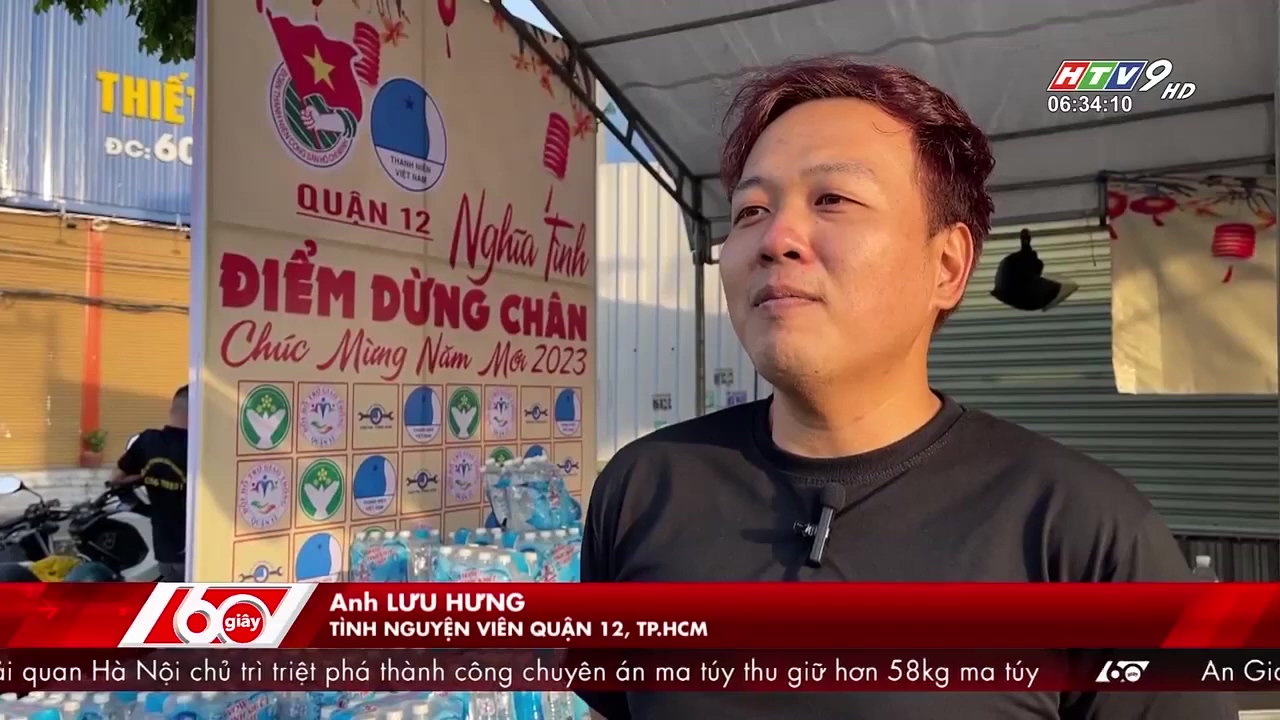 THIẾT
ĐC: 60
HTV9 HD
06:34:10
THANH NIÊN
VIỆT NAM
QUẬN 12
Nghĩa Tình
ĐIỂM DỪNG CHÂN
Chúc Mừng Năm Mới 2023
60 giây
Anh LƯU HƯNG
TÌNH NGUYỆN VIÊN QUẬN 12, TP.HCM
ải quan Hà Nội chủ trì triệt phá thành công chuyên án ma túy thu giữ hơn 58kg ma túy
60 giây
An Gia